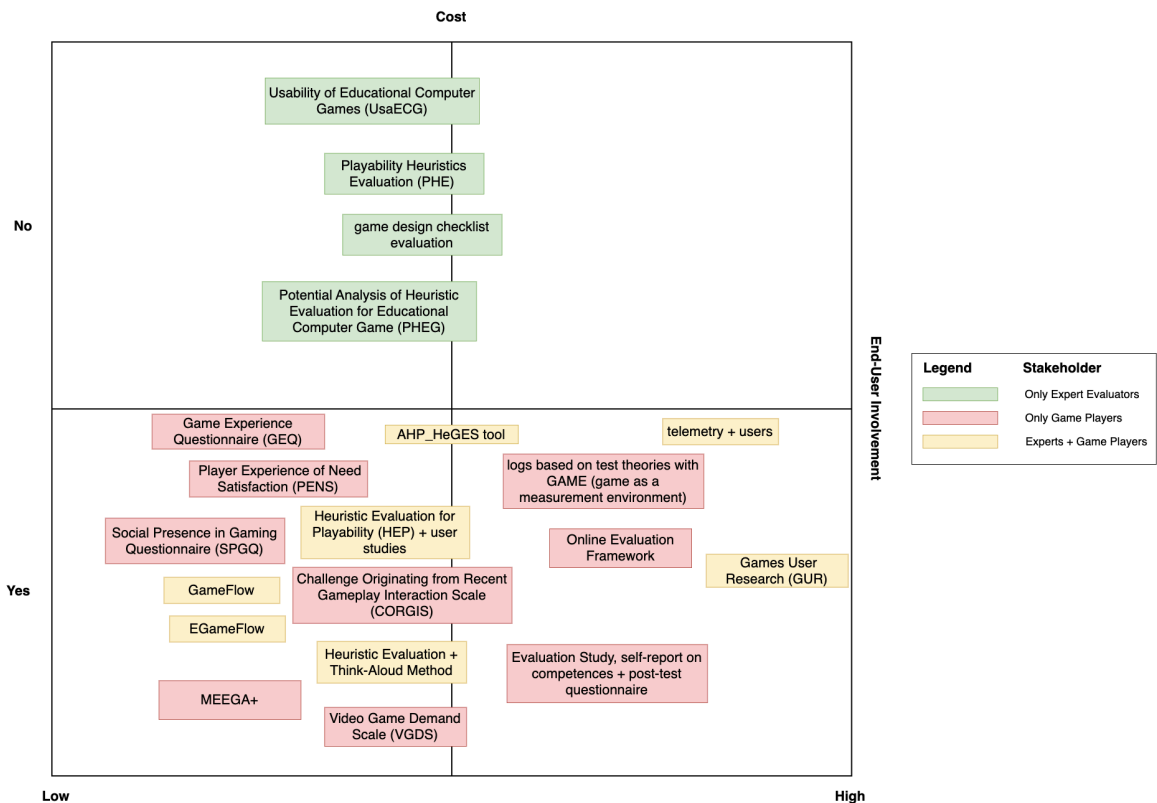 Cost
Usability of Educational Computer
Games (UsaECG)
Playability Heuristics
Evaluation (PHE)
No
game design checklist
evaluation
Potential Analysis of Heuristic
Evaluation for Educational
Computer Game (PHEG)
End-User Involvement
Legend
Stakeholder
Only Expert Evaluators
Only Game Players
Experts + Game Players
Game Experience
Questionnaire (GEQ)
AHP_HeGES tool
telemetry + users
Player Experience of Need
Satisfaction (PENS)
logs based on test theories with
GAME (game as a
measurement environment)
Social Presence in Gaming
Questionnaire (SPGQ)
Heuristic Evaluation for
Playability (HEP) + user
studies
Online Evaluation
Framework
Games User
Research (GUR)
Yes
GameFlow
Challenge Originating from Recent
Gameplay Interaction Scale
(CORGIS)
EGameFlow
Heuristic Evaluation +
Think-Aloud Method
Evaluation Study, self-report on
competences + post-test
questionnaire
MEEGA+
Video Game Demand
Scale (VGDS)
Low
High